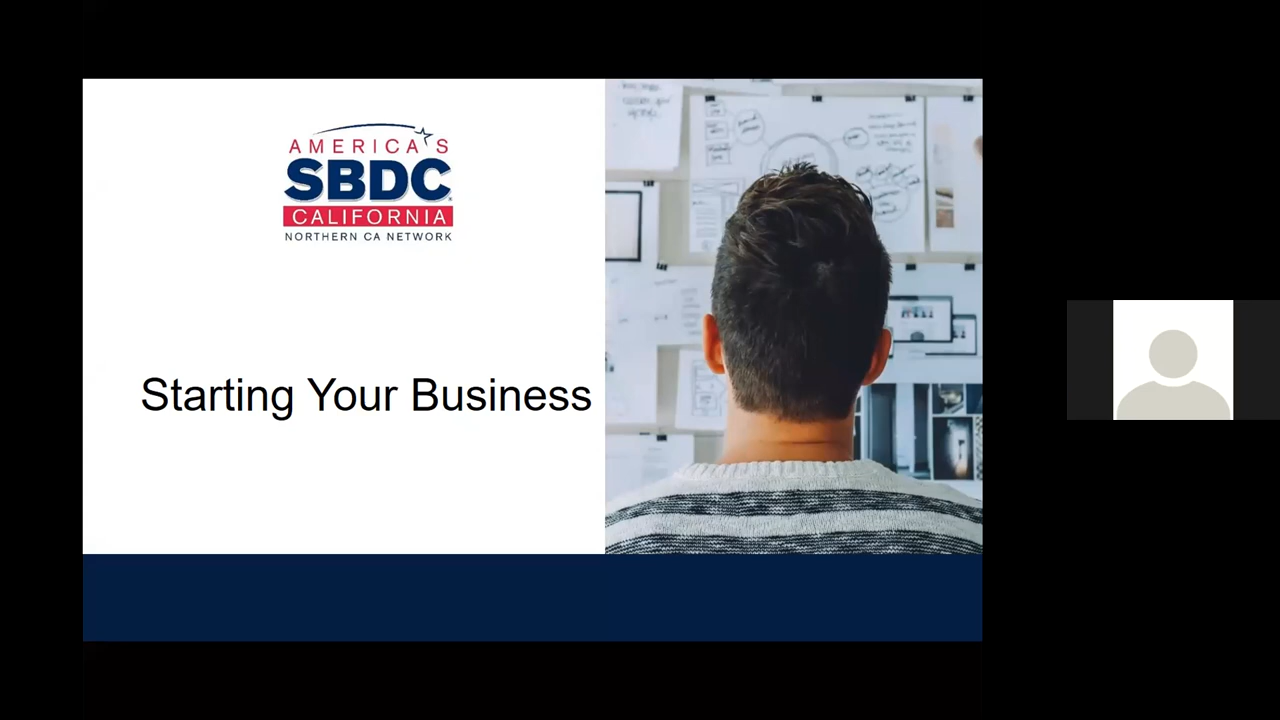 AMERICA'S
SBDC
CALIFORNIA
NORTHERN CA NETWORK
Starting Your Business